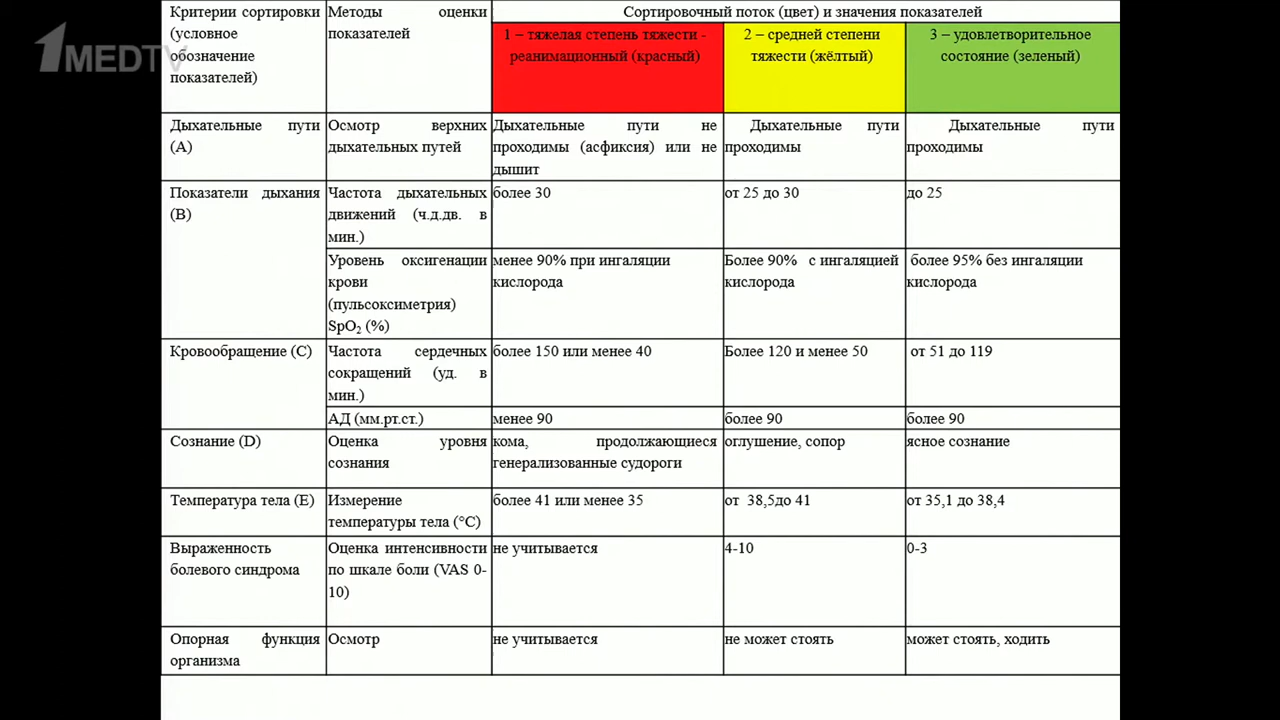 1MEDTV
Критерии сортировки
(условное
обозначение
показателей)
Методы оценки
показателей
Сортировочный поток (цвет) и значения показателей
1 – тяжелая степень тяжести -
реанимационный (красный)
2 – средней степени
тяжести (жёлтый)
3 – удовлетворительное
состояние (зеленый)
Дыхательные пути
(А)
Осмотр верхних
дыхательных путей
Дыхательные пути не
проходимы (асфиксия) или не
дышит
Дыхательные пути
проходимы
Дыхательные пути
проходимы
Показатели дыхания
(В)
Частота дыхательных
движений (ч.д.дв. в
мин.)
более 30
от 25 до 30
до 25
Уровень оксигенации
крови
(пульсоксиметрия)
SpO₂ (%)
менее 90% при ингаляции
кислорода
Более 90% с ингаляцией
кислорода
более 95% без ингаляции
кислорода
Кровообращение (С)
Частота сердечных
сокращений (уд. в
мин.)
более 150 или менее 40
Более 120 и менее 50
от 51 до 119
АД (мм.рт.ст.)
менее 90
более 90
более 90
Сознание (D)
Оценка уровня
сознания
кома, продолжающиеся
генерализованные судороги
оглушение, сопор
ясное сознание
Температура тела (Е)
Измерение
температуры тела (°С)
более 41 или менее 35
от 38,5до 41
от 35,1 до 38,4
Выраженность
болевого синдрома
Оценка интенсивности
по шкале боли (VAS 0-
10)
не учитывается
4-10
0-3
Опорная функция
организма
Осмотр
не учитывается
не может стоять
может стоять, ходить